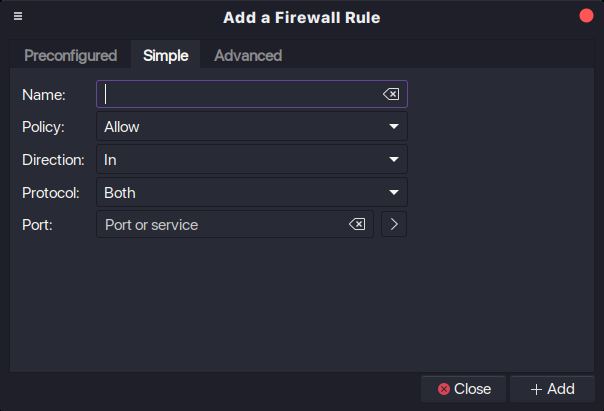 Add a Firewall Rule
Preconfigured Simple Advanced
Name:
Policy: Allow
Direction: In
Protocol: Both
Port: Port or service
Close Add